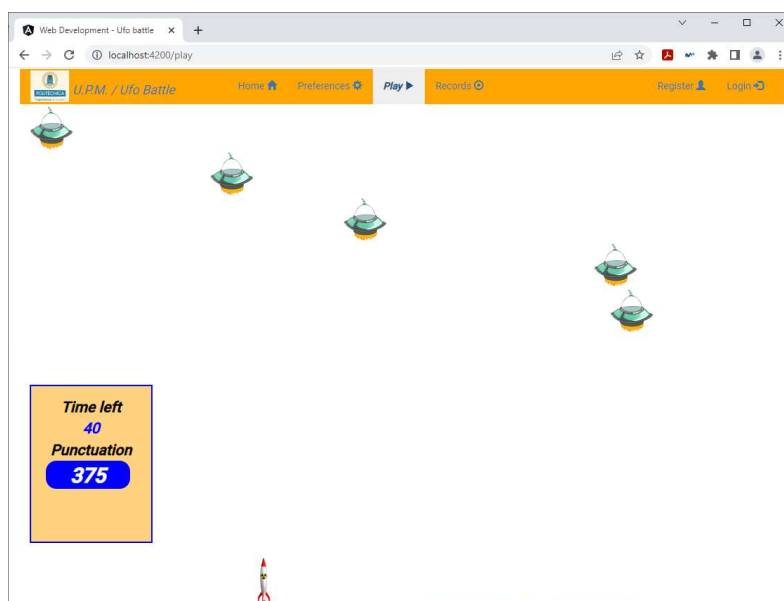 Web Development - Ufo battle
localhost:4200/play
POLITÉCNICA
U.P.M. / Ufo Battle
Home
Preferences
Play
Records
Register
Login
Time left
40
Punctuation
375